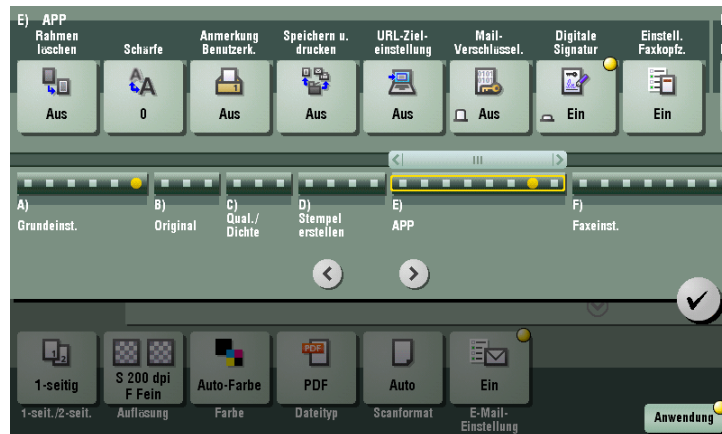 E) APP
Rahmen löschen
Schärfe
Anmerkung Benutzerk.
Speichern u. drucken
URL-Ziel-einstellung
Mail-Verschlüssel.
Digitale Signatur
Einstell. Faxkopfz.
Aus
0
Aus
Aus
Aus
Aus
Ein
Ein
A)
Grundeinst.
B)
Original
C)
Qual./
Dichte
D)
Stempel
erstellen
E)
APP
F)
Faxeinst.
1-seitig
S 200 dpi
F Fein
Auto-Farbe
PDF
Auto
Ein
1-seit./2-seit.
Auflösung
Farbe
Dateityp
Scanformat
E-Mail-
Einstellung
Anwendung